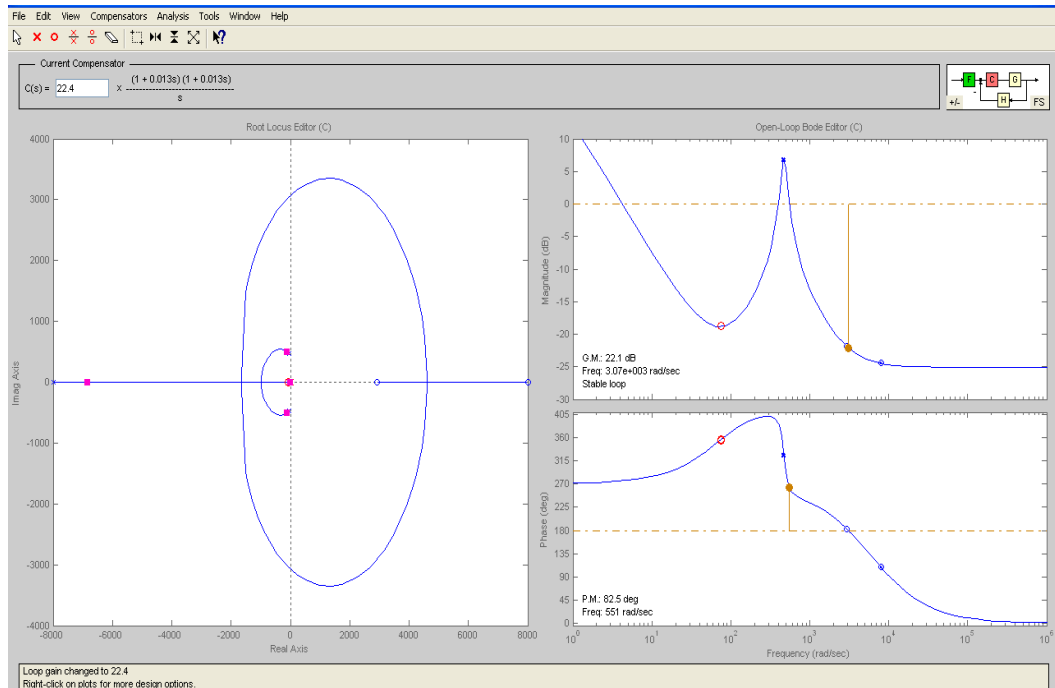 File Edit View Compensators Analysis Tools Window Help
Current Compensator
C(s) = 22.4 x (1 + 0.013s) (1 + 0.013s)
s
F C G
H
+/- FS
Root Locus Editor (C)
4000
3000
2000
1000
0
-1000
-2000
-3000
-4000
Imag Axis
-8000 -6000 -4000 -2000 0 2000 4000 6000 8000
Real Axis
Open-Loop Bode Editor (C)
10
5
0
-5
-10
-15
-20
-25
-30
Magnitude (dB)
G.M.: 22.1 dB
Freq: 3.07e+003 rad/sec
Stable loop
405
360
315
270
225
180
135
90
45
0
Phase (deg)
P.M.: 82.5 deg
Freq: 551 rad/sec
10^0 10^1 10^2 10^3 10^4 10^5 10^6
Frequency (rad/sec)
Loop gain changed to 22.4
Right-click on plots for more design options.